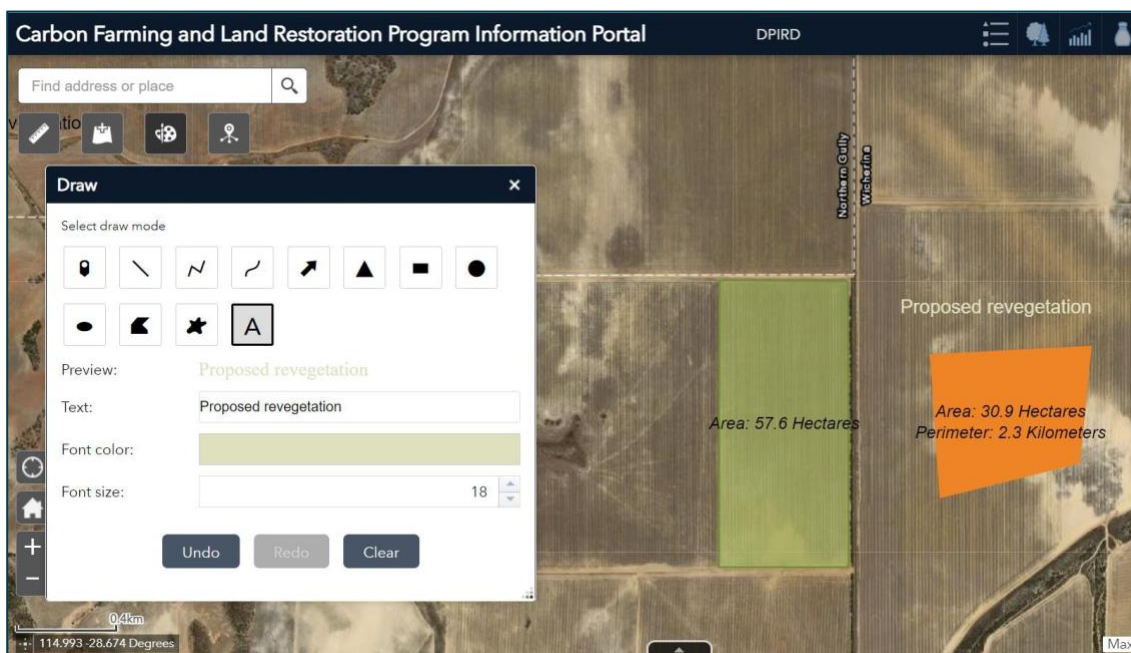 Carbon Farming and Land Restoration Program Information Portal DPIRD
Find address or place
Draw ×
Select draw mode
A
Preview: Proposed revegetation
Text: Proposed revegetation
Font color:
Font size: 18
Undo Redo Clear
Northern Gully
Wicherina
Proposed revegetation
Area: 57.6 Hectares
Area: 30.9 Hectares
Perimeter: 2.3 Kilometers
+
−
0.4km
114.993 -28.674 Degrees